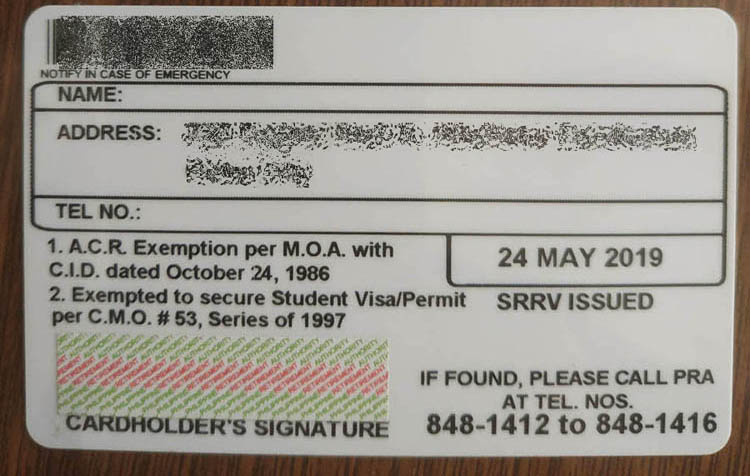 NOTIFY IN CASE OF EMERGENCY
NAME:
ADDRESS:
TEL NO.:
1. A.C.R. Exemption per M.O.A. with
C.I.D. dated October 24, 1986
2. Exempted to secure Student Visa/Permit
per C.M.O. # 53, Series of 1997
24 MAY 2019
SRRV ISSUED
CARDHOLDER'S SIGNATURE
IF FOUND, PLEASE CALL PRA
AT TEL. NOS.
848-1412 to 848-1416